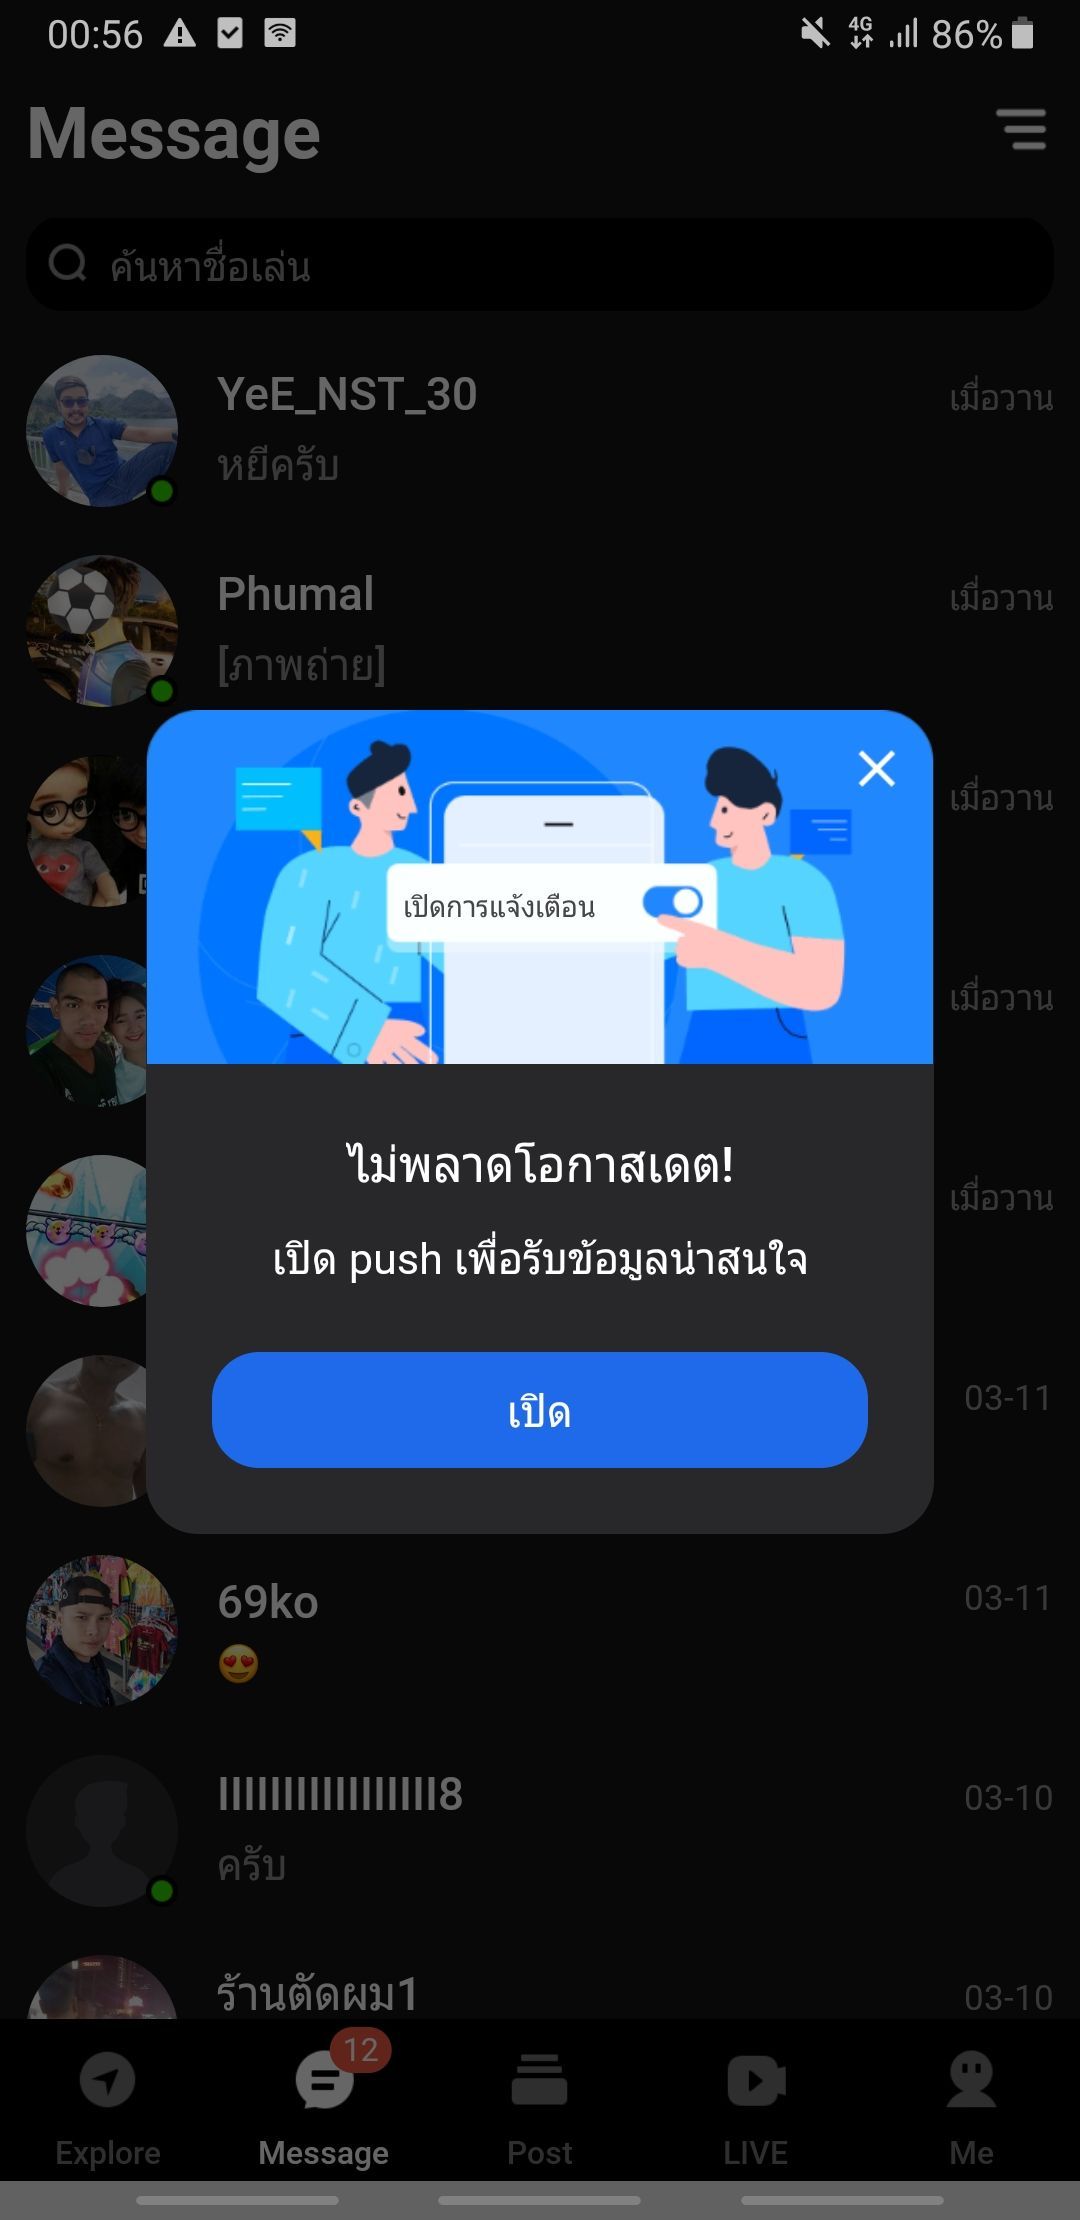 00:56
4G
86%
Message
ค้นหาชื่อเล่น
YeE_NST_30
เมื่อวาน
หยีครับ
Phumal
เมื่อวาน
[ภาพถ่าย]
เมื่อวาน
เปิดการแจ้งเตือน
เมื่อวาน
ไม่พลาดโอกาสเดต!
เมื่อวาน
เปิด push เพื่อรับข้อมูลน่าสนใจ
03-11
เปิด
69ko
03-11
IIIIIIIIIIIIIIIII8
03-10
ครับ
ร้านตัดผม1
03-10
12
Explore
Message
Post
LIVE
Me